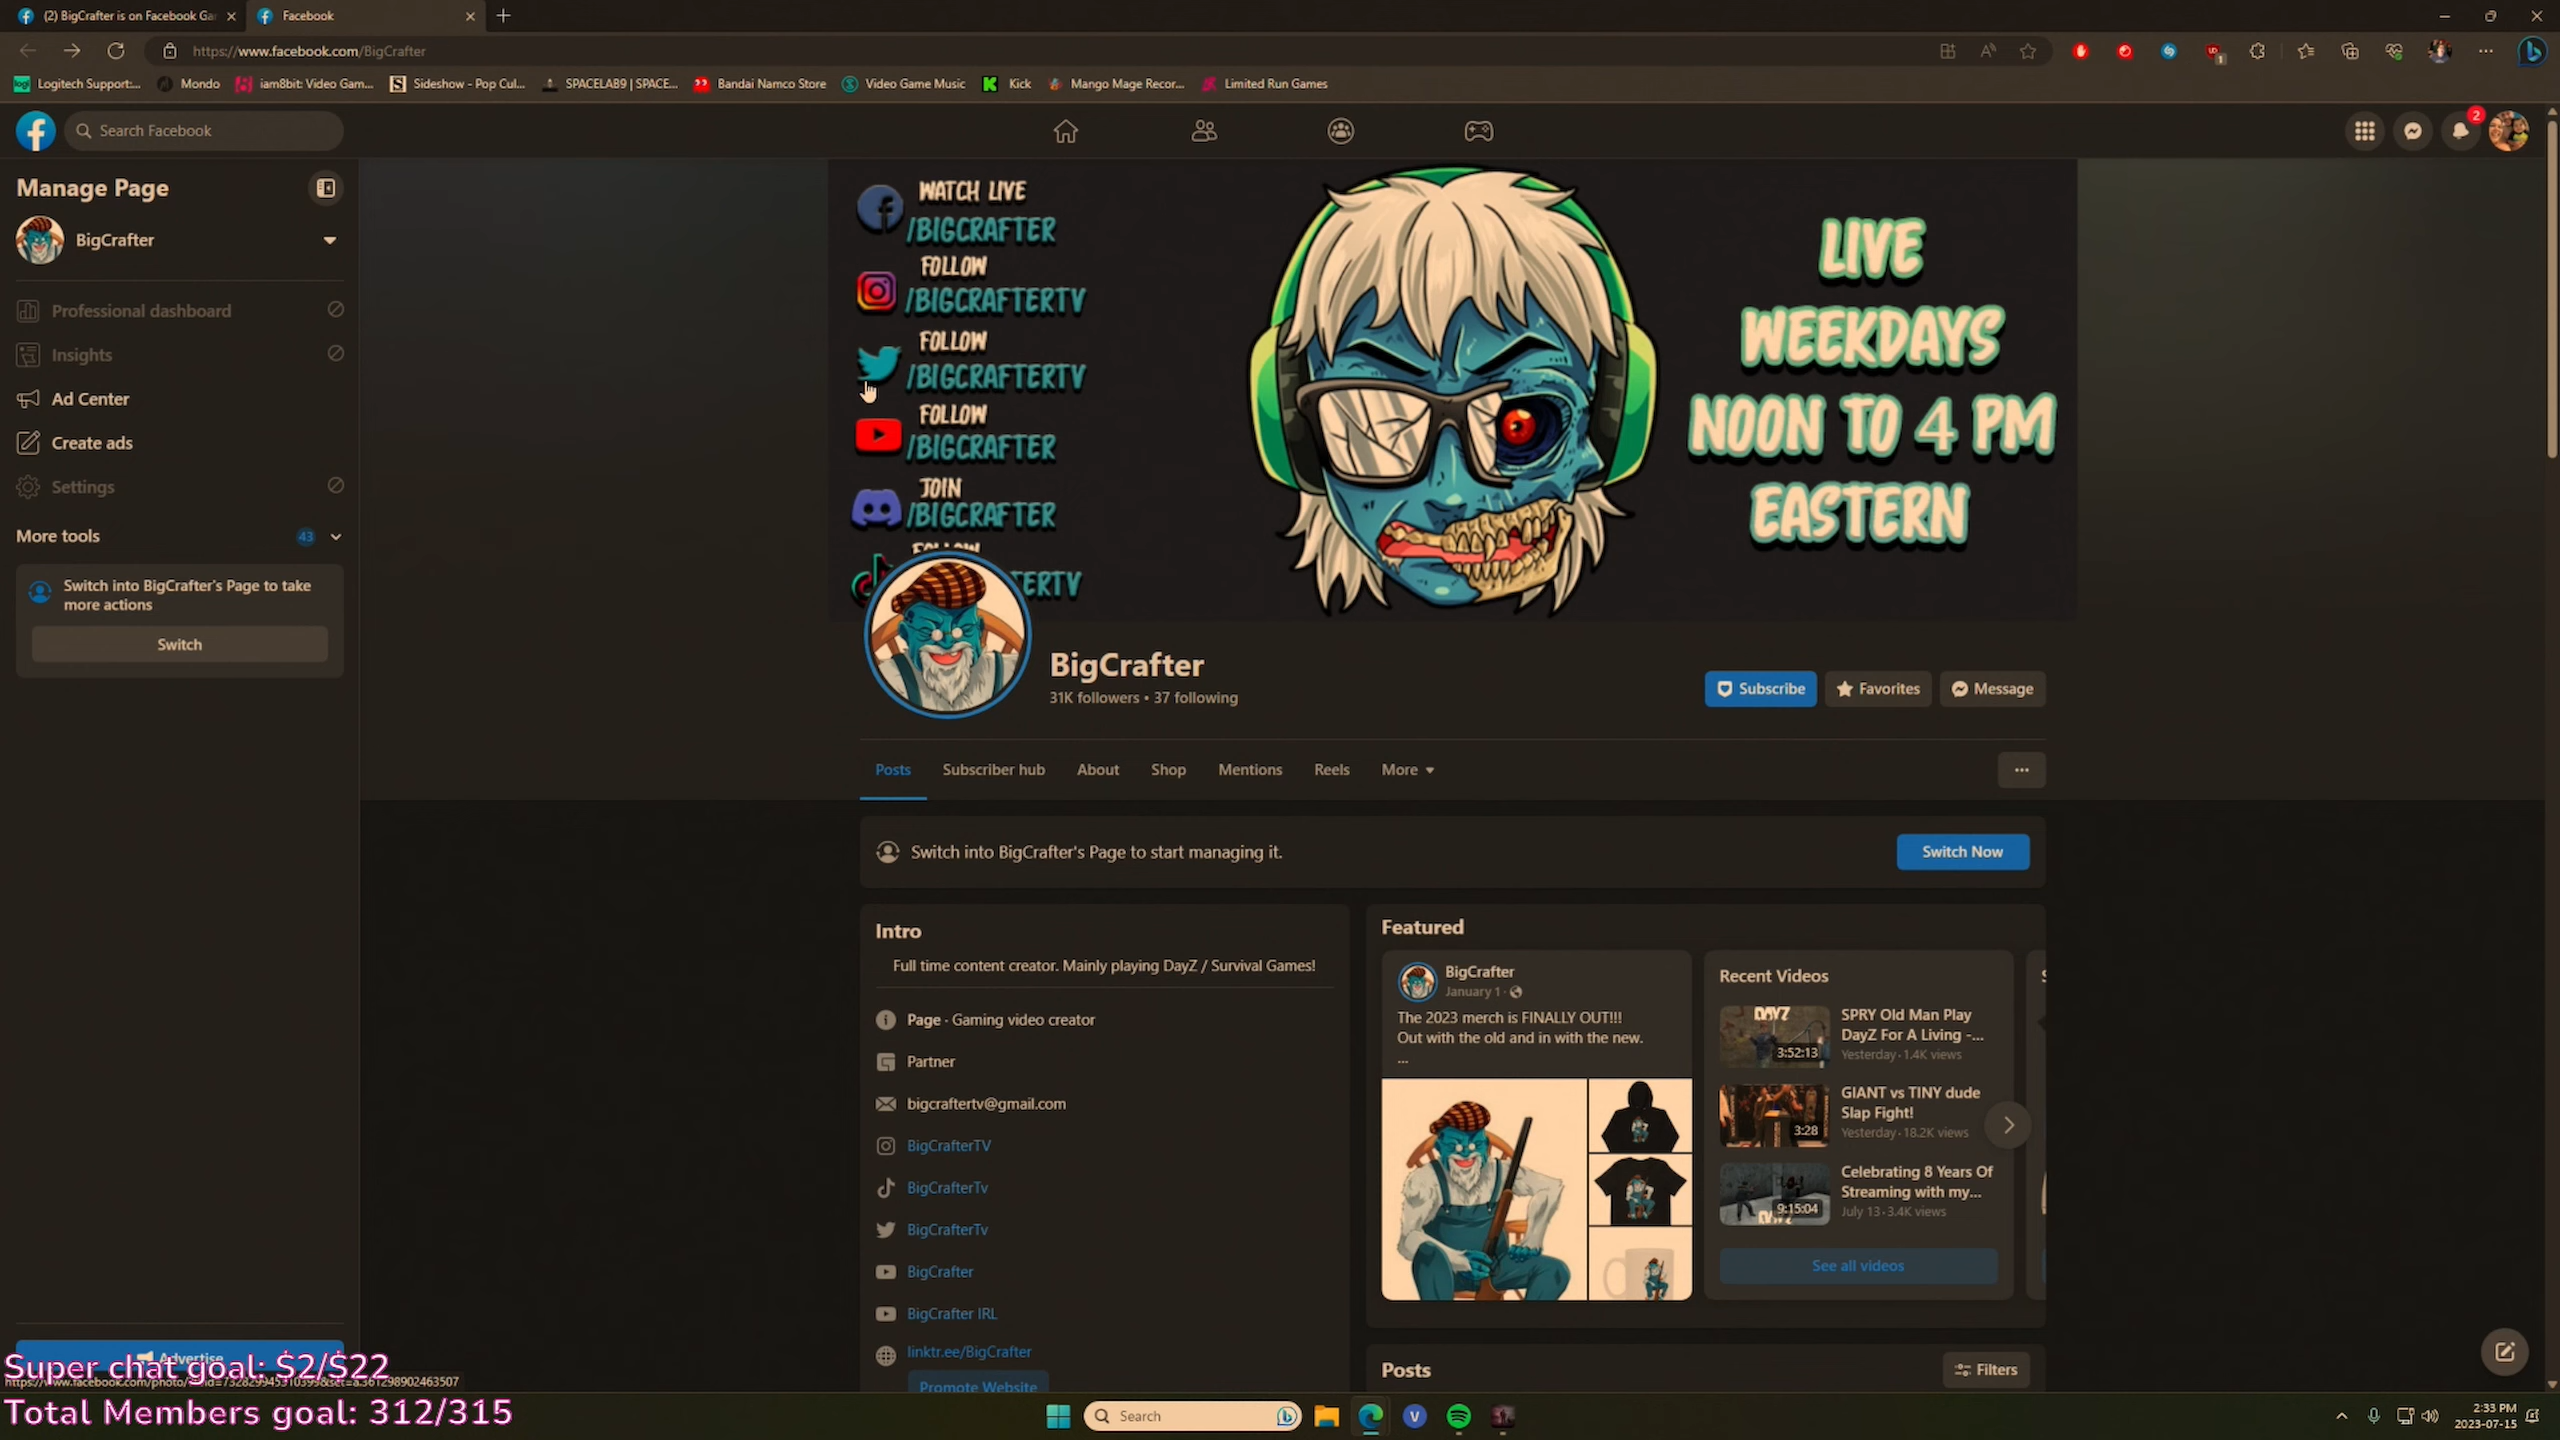 (2) BigCrafter is on Facebook Ga
Facebook
https://www.facebook.com/BigCrafter
Logitech Support:...
Mondo
iam8bit: Video Gam...
Sideshow - Pop Cul...
SPACELAB9 | SPACE...
Bandai Namco Store
Video Game Music
Kick
Mango Mage Recor...
Limited Run Games
Search Facebook
2
Manage Page
BigCrafter
Professional dashboard
Insights
Ad Center
Create ads
Settings
More tools
43
Switch into BigCrafter's Page to take
more actions
Switch
WATCH LIVE
/BIGCRAFTER
FOLLOW
/BIGCRAFTERTV
FOLLOW
/BIGCRAFTERTV
FOLLOW
/BIGCRAFTER
JOIN
/BIGCRAFTER
FOLLOW
ERTV
LIVE
WEEKDAYS
NOON TO 4 PM
EASTERN
BigCrafter
31K followers • 37 following
Subscribe
Favorites
Message
Posts
Subscriber hub
About
Shop
Mentions
Reels
More
Switch into BigCrafter's Page to start managing it.
Switch Now
Intro
Full time content creator. Mainly playing DayZ / Survival Games!
Page · Gaming video creator
Partner
bigcraftertv@gmail.com
BigCrafterTV
BigCrafterTv
BigCrafterTv
BigCrafter
BigCrafter IRL
linktr.ee/BigCrafter
Promote Website
Featured
BigCrafter
January 1 ·
The 2023 merch is FINALLY OUT!!!
Out with the old and in with the new.
...
Recent Videos
DAYZ
3:52:13
SPRY Old Man Play
DayZ For A Living -...
Yesterday · 1.4K views
3:28
GIANT vs TINY dude
Slap Fight!
Yesterday · 18.2K views
9:15:04
Celebrating 8 Years Of
Streaming with my...
July 13 · 3.4K views
See all videos
Posts
Filters
Advertise
Super chat goal: $2/$22
Total Members goal: 312/315
Search
2:33 PM
2023-07-15